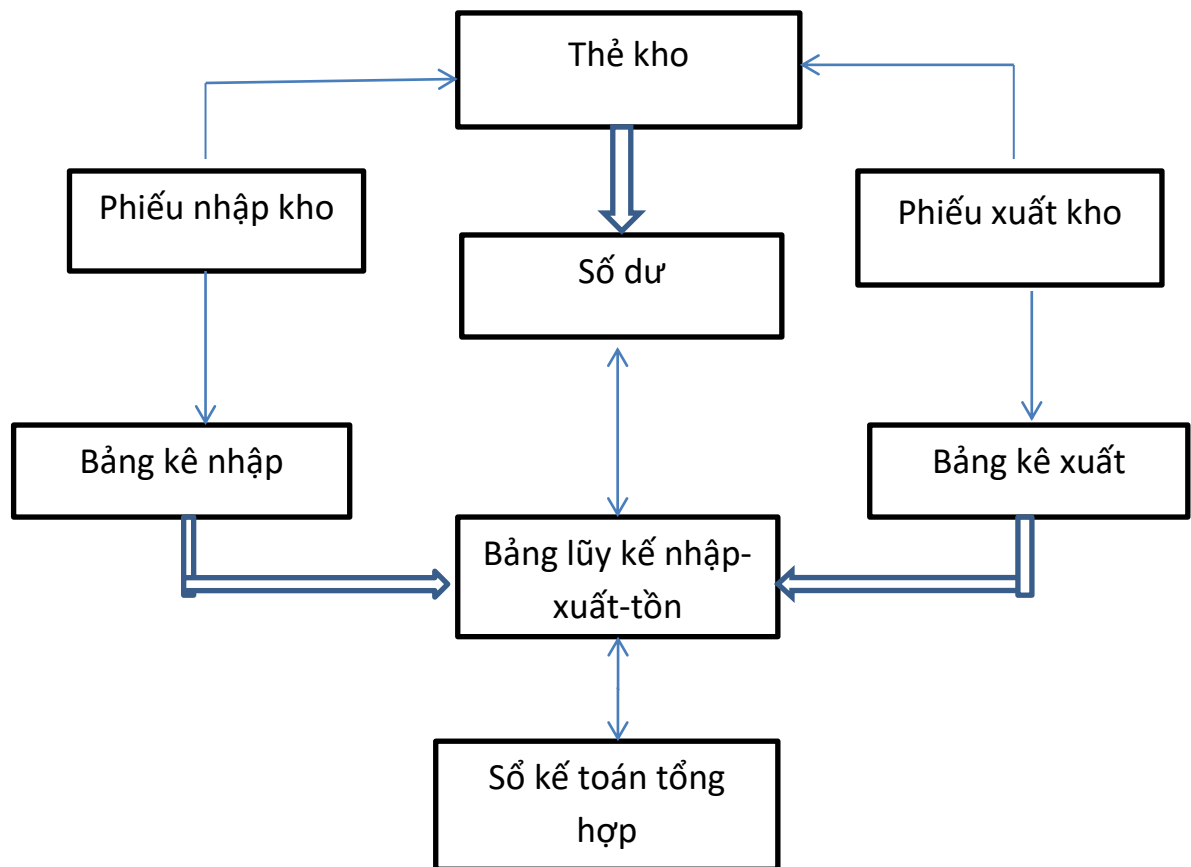 Thẻ kho
Phiếu nhập kho
Phiếu xuất kho
Số dư
Bảng kê nhập
Bảng kê xuất
Bảng lũy kế nhập-
xuất-tồn
Sổ kế toán tổng
hợp